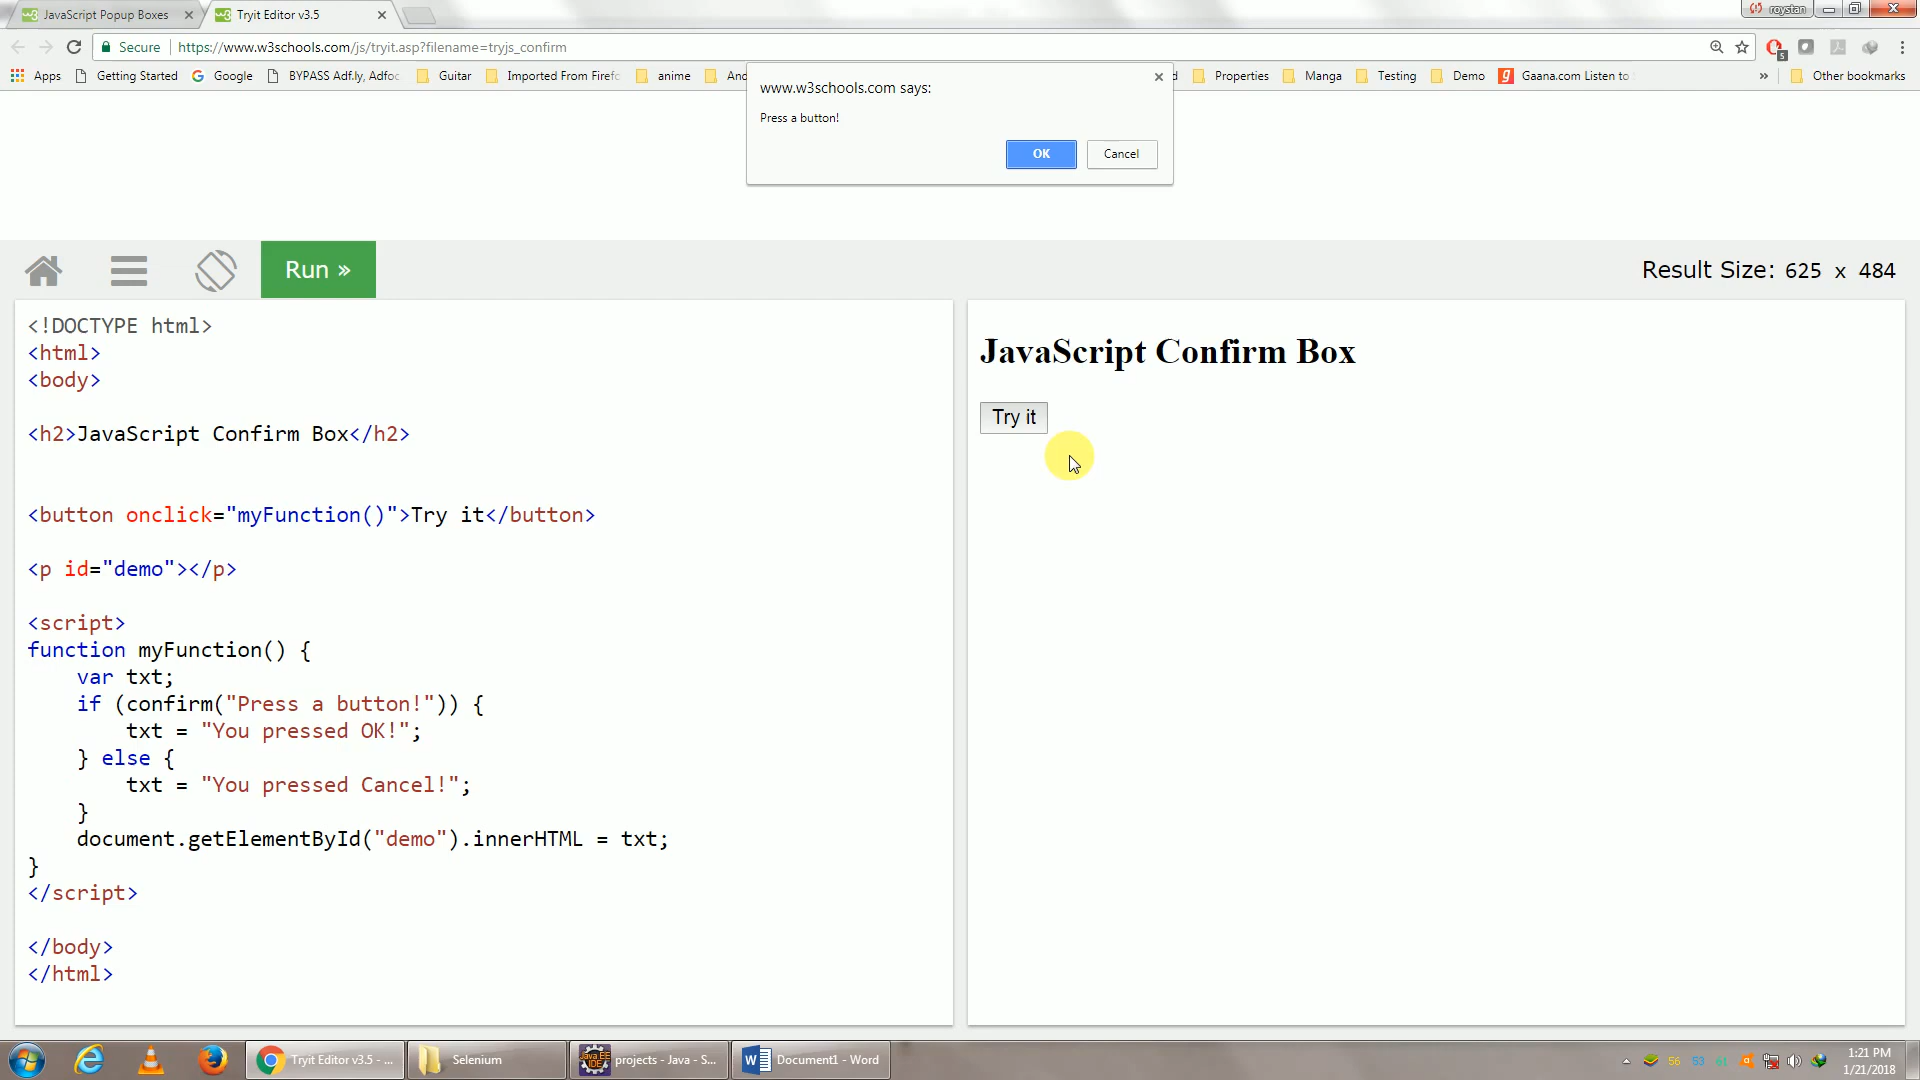 JavaScript Popup Boxes
Tryit Editor v3.5
roystan
Secure
https://www.w3schools.com/js/tryit.asp?filename=tryjs_confirm
5
Apps
Getting Started
Google
BYPASS Adf.ly, Adfoc
Guitar
Imported From Firefo
anime
And
d
Properties
Manga
Testing
Demo
Gaana.com Listen to
»
Other bookmarks
www.w3schools.com says:
Press a button!
OK
Cancel
Run »
Result Size: 625 x 484
<!DOCTYPE html>
<html>
<body>
<h2>JavaScript Confirm Box</h2>
<button onclick="myFunction()">Try it</button>
<p id="demo"></p>
<script>
function myFunction() {
var txt;
if (confirm("Press a button!")) {
txt = "You pressed OK!";
} else {
txt = "You pressed Cancel!";
}
document.getElementById("demo").innerHTML = txt;
}
</script>
</body>
</html>
JavaScript Confirm Box
Try it
Tryit Editor v3.5 - ...
Selenium
projects - Java - S...
Document1 - Word
56
53
61
1:21 PM
1/21/2018